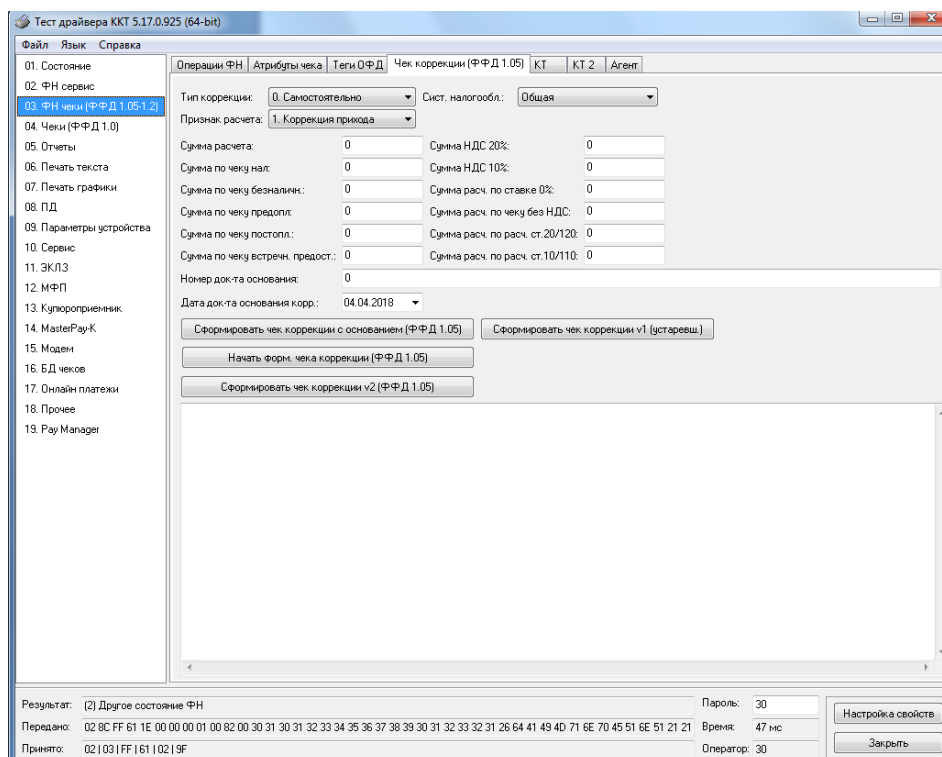 Тест драйвера ККТ 5.17.0.925 (64-bit)
Файл Язык Справка
01. Состояние
02. ФН сервис
03. ФН чеки (ФФД 1.05-1.2)
04. Чеки (ФФД 1.0)
05. Отчеты
06. Печать текста
07. Печать графики
08. ПД
09. Параметры устройства
10. Сервис
11. ЭКЛЗ
12. МФП
13. Купюроприемник
14. MasterPay-K
15. Модем
16. БД чеков
17. Онлайн платежи
18. Прочее
19. Pay Manager
Операции ФН Атрибуты чека Теги ОФД Чек коррекции (ФФД 1.05) КТ КТ 2 Агент
Тип коррекции: 0. Самостоятельно Сист. налогообл.: Общая
Признак расчета: 1. Коррекция прихода
Сумма расчета: 0 Сумма НДС 20%: 0
Сумма по чеку нал: 0 Сумма НДС 10%: 0
Сумма по чеку безналичн.: 0 Сумма расч. по ставке 0%: 0
Сумма по чеку предопл: 0 Сумма расч. по чеку без НДС: 0
Сумма по чеку постопл.: 0 Сумма расч. по расч. ст.20/120: 0
Сумма по чеку встречн. предост.: 0 Сумма расч. по расч. ст.10/110: 0
Номер док-та основания: 0
Дата док-та основания корр.: 04.04.2018
Сформировать чек коррекции с основанием (ФФД 1.05) Сформировать чек коррекции v1 (устаревш.)
Начать форм. чека коррекции (ФФД 1.05)
Сформировать чек коррекции v2 (ФФД 1.05)
Результат: (2) Другое состояние ФН Пароль: 30 Настройка свойств
Передано: 02 8C FF 61 1E 00 00 00 01 00 82 00 30 31 30 31 32 33 34 35 36 37 38 39 30 31 32 33 32 31 26 64 41 49 4D 71 6E 70 45 51 6E 51 21 21 Время: 47 мс
Принято: 02 | 03 | FF | 61 | 02 | 9F Оператор: 30 Закрыть